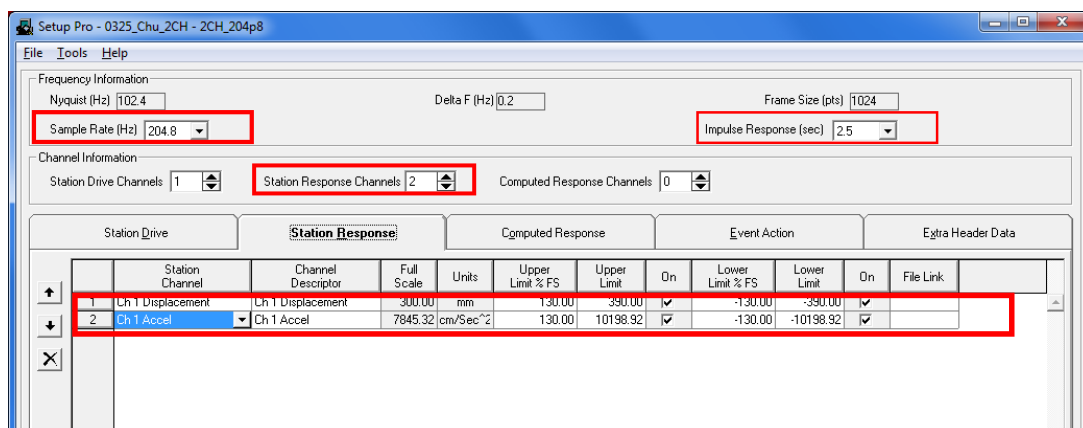 Setup Pro - 0325_Chu_2CH - 2CH_204p8
File Tools Help
Frequency Information
Nyquist (Hz) 102.4 Delta F (Hz) 0.2 Frame Size (pts) 1024
Sample Rate (Hz) 204.8 Impulse Response (sec) 2.5
Channel Information
Station Drive Channels 1 Station Response Channels 2 Computed Response Channels 0
Station Drive Station Response Computed Response Event Action Extra Header Data
Station Channel Channel Descriptor Full Scale Units Upper Limit % FS Upper Limit On Lower Limit % FS Lower Limit On File Link
1 Ch 1 Displacement Ch 1 Displacement 300.00 mm 130.00 390.00 -130.00 -390.00
2 Ch 1 Accel Ch 1 Accel 7845.32 cm/Sec^2 130.00 10198.92 -130.00 -10198.92